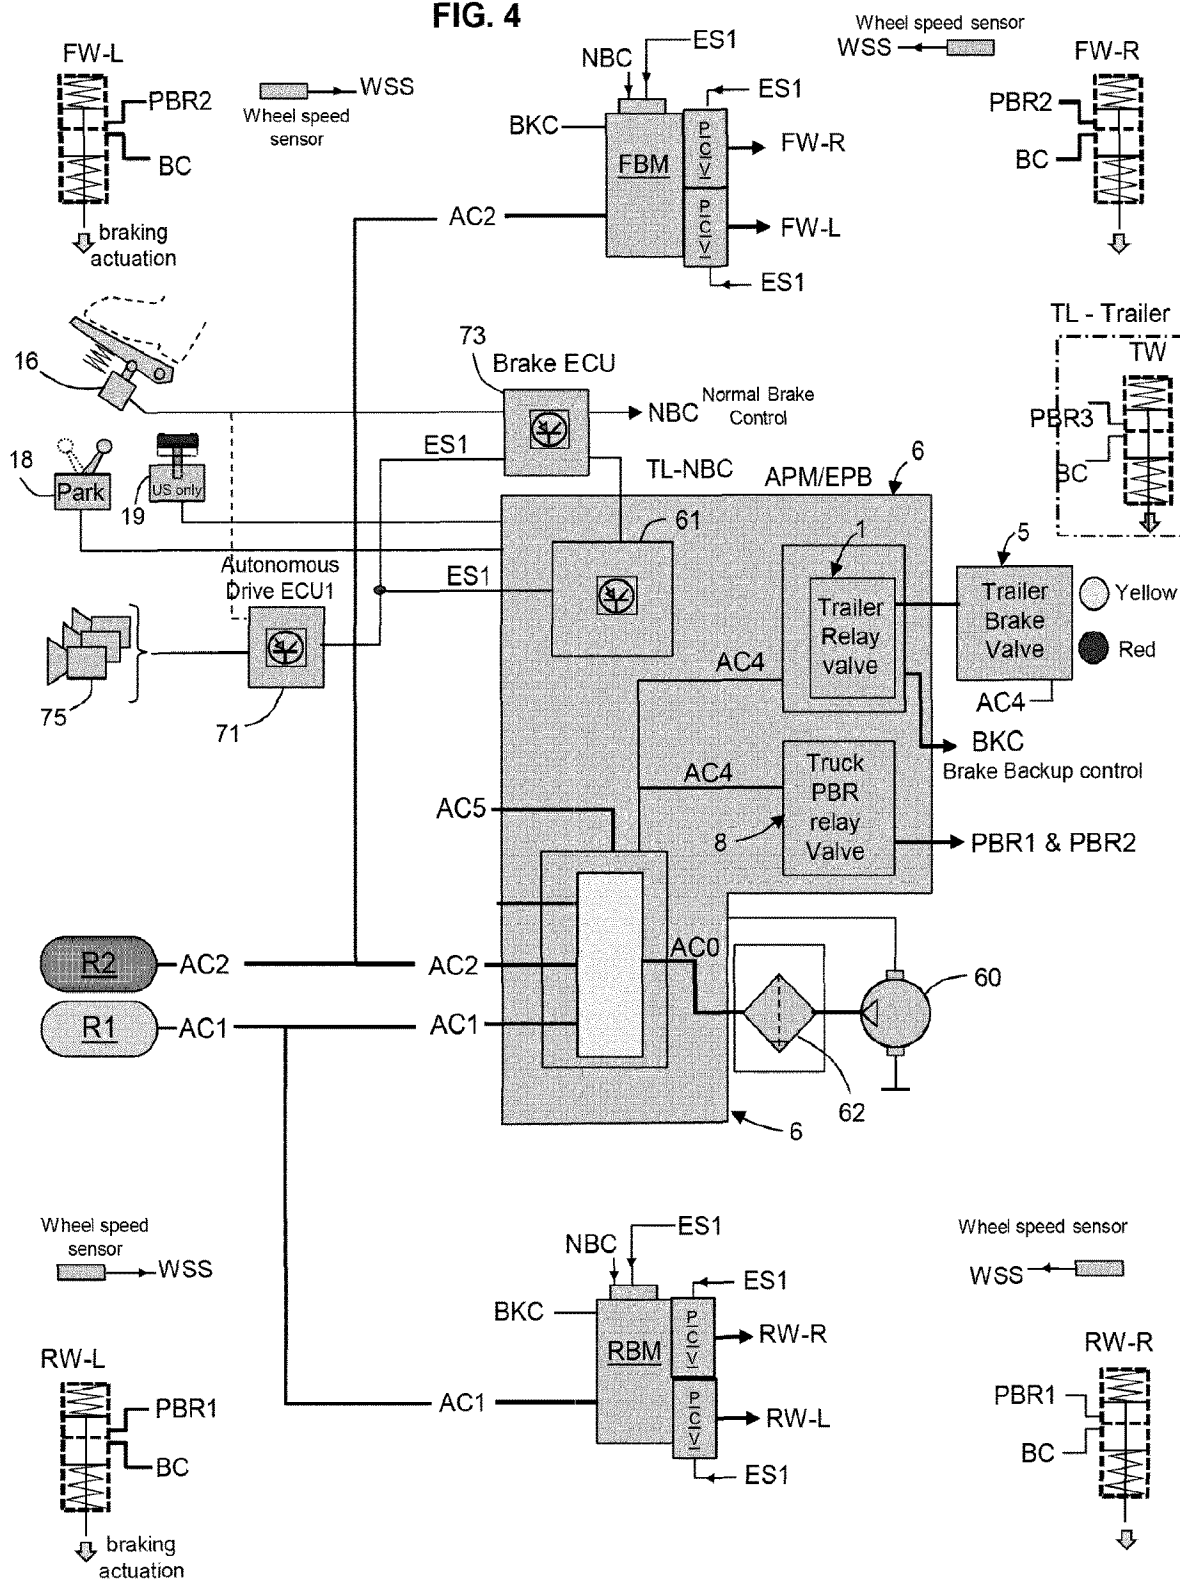 FIG. 4
FW-L
PBR2
BC
braking
actuation
WSS
Wheel speed
sensor
NBC
ES1
ES1
BKC
FBM
P
C
V
P
C
V
FW-R
FW-L
ES1
AC2
Wheel speed sensor
WSS
FW-R
PBR2
BC
TL - Trailer
TW
PBR3
BC
16
18
Park
19
US only
73
Brake ECU
NBC
Normal Brake
Control
ES1
TL-NBC
APM/EPB
6
61
1
5
Autonomous
Drive ECU1
ES1
Trailer
Relay
valve
Trailer
Brake
Valve
Yellow
Red
75
71
AC4
AC4
BKC
Brake Backup control
AC4
Truck
PBR
relay
Valve
8
AC5
PBR1 & PBR2
R2
AC2
AC2
AC0
60
R1
AC1
AC1
62
6
Wheel speed
sensor
WSS
NBC
ES1
ES1
BKC
RBM
P
C
V
P
C
V
RW-R
RW-L
ES1
AC1
Wheel speed sensor
WSS
RW-L
PBR1
BC
braking
actuation
RW-R
PBR1
BC